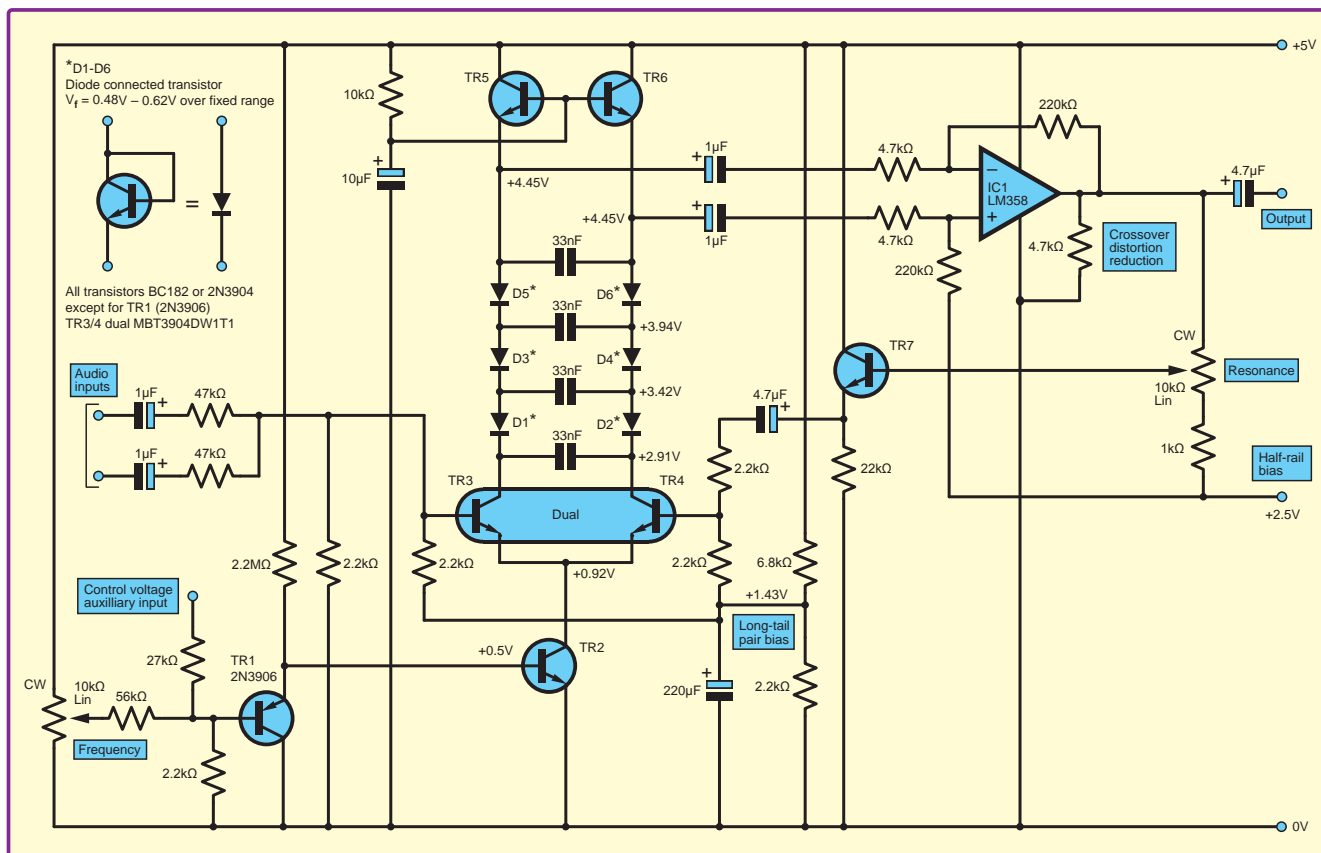 *D1-D6
Diode connected transistor
Vf = 0.48V – 0.62V over fixed range
=
All transistors BC182 or 2N3904
except for TR1 (2N3906)
TR3/4 dual MBT3904DW1T1
+5V
TR5
TR6
10kΩ
+
10µF
+4.45V
+4.45V
1µF
+
+
1µF
4.7kΩ
4.7kΩ
220kΩ
–
IC1
LM358
+
220kΩ
4.7kΩ
Crossover
distortion
reduction
4.7µF
+
Output
33nF
D5*
33nF
D6*
+3.94V
D3*
33nF
D4*
+3.42V
D1*
33nF
D2*
+2.91V
TR3
TR4
Dual
+0.92V
TR7
CW
Resonance
10kΩ
Lin
1kΩ
Half-rail
bias
+2.5V
4.7µF
+
2.2kΩ
22kΩ
Audio
inputs
1µF
+
47kΩ
1µF
+
47kΩ
2.2MΩ
2.2kΩ
2.2kΩ
2.2kΩ
6.8kΩ
+1.43V
Long-tail
pair bias
Control voltage
auxilliary input
27kΩ
TR1
2N3906
+0.5V
TR2
+
220µF
2.2kΩ
CW
10kΩ
Lin
56kΩ
Frequency
2.2kΩ
0V